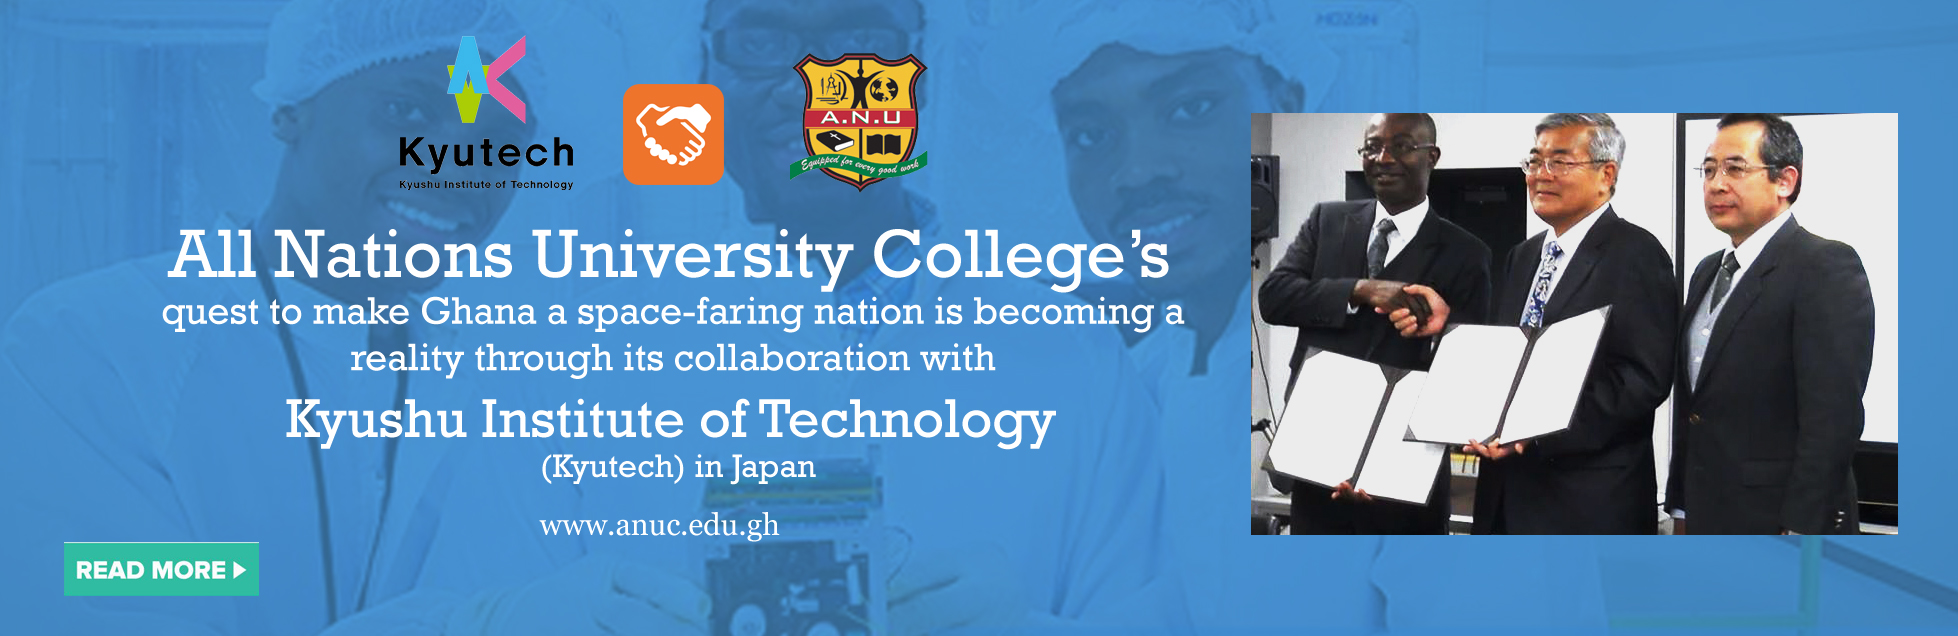 Kyutech
Kyushu Institute of Technology
A.N.U
Equipped for every good work
All Nations University College’s
quest to make Ghana a space-faring nation is becoming a
reality through its collaboration with
Kyushu Institute of Technology
(Kyutech) in Japan
www.anuc.edu.gh
READ MORE